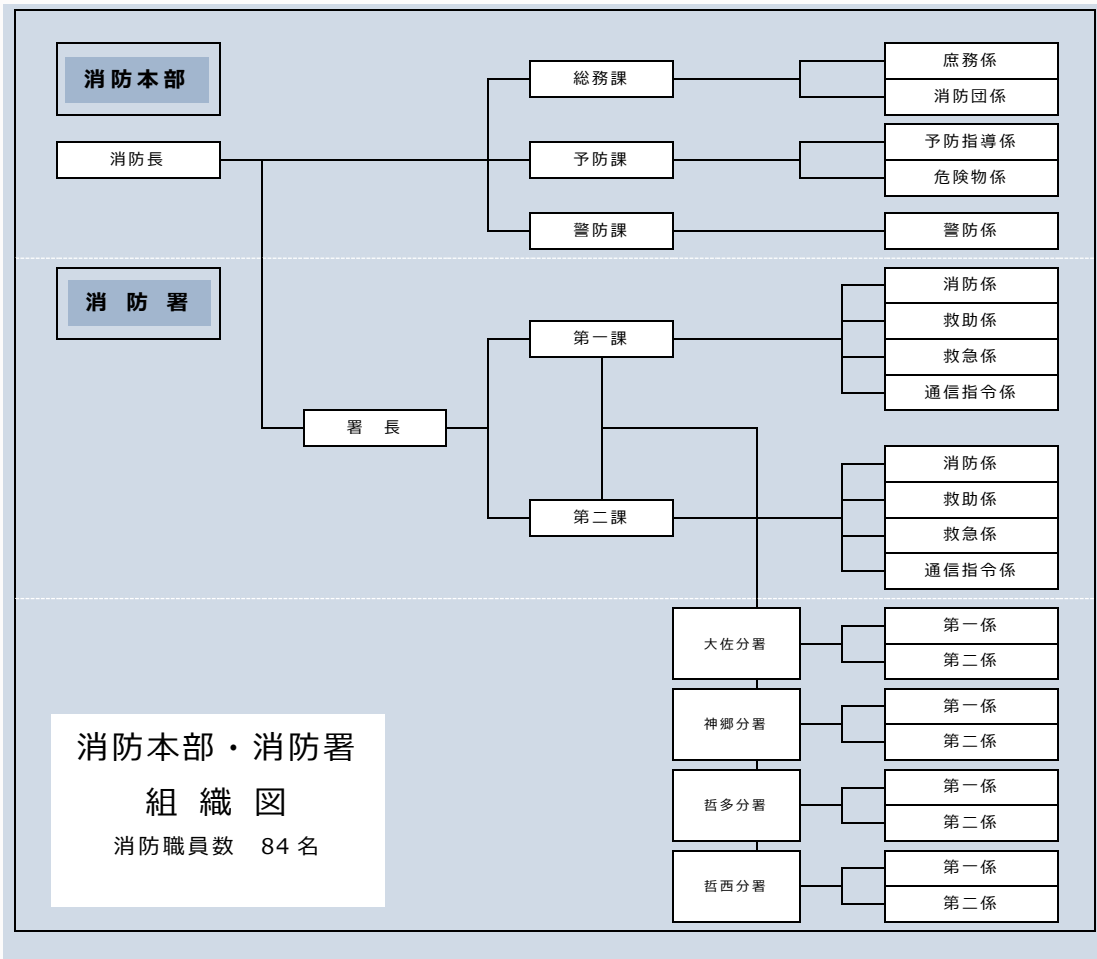 消防本部
総務課
庶務係
消防団係
消防長
予防課
予防指導係
危険物係
警防課
警防係
消 防 署
第一課
消防係
救助係
救急係
通信指令係
署 長
第二課
消防係
救助係
救急係
通信指令係
大佐分署
第一係
第二係
神郷分署
第一係
第二係
哲多分署
第一係
第二係
哲西分署
第一係
第二係
消防本部・消防署
組 織 図
消防職員数 84 名